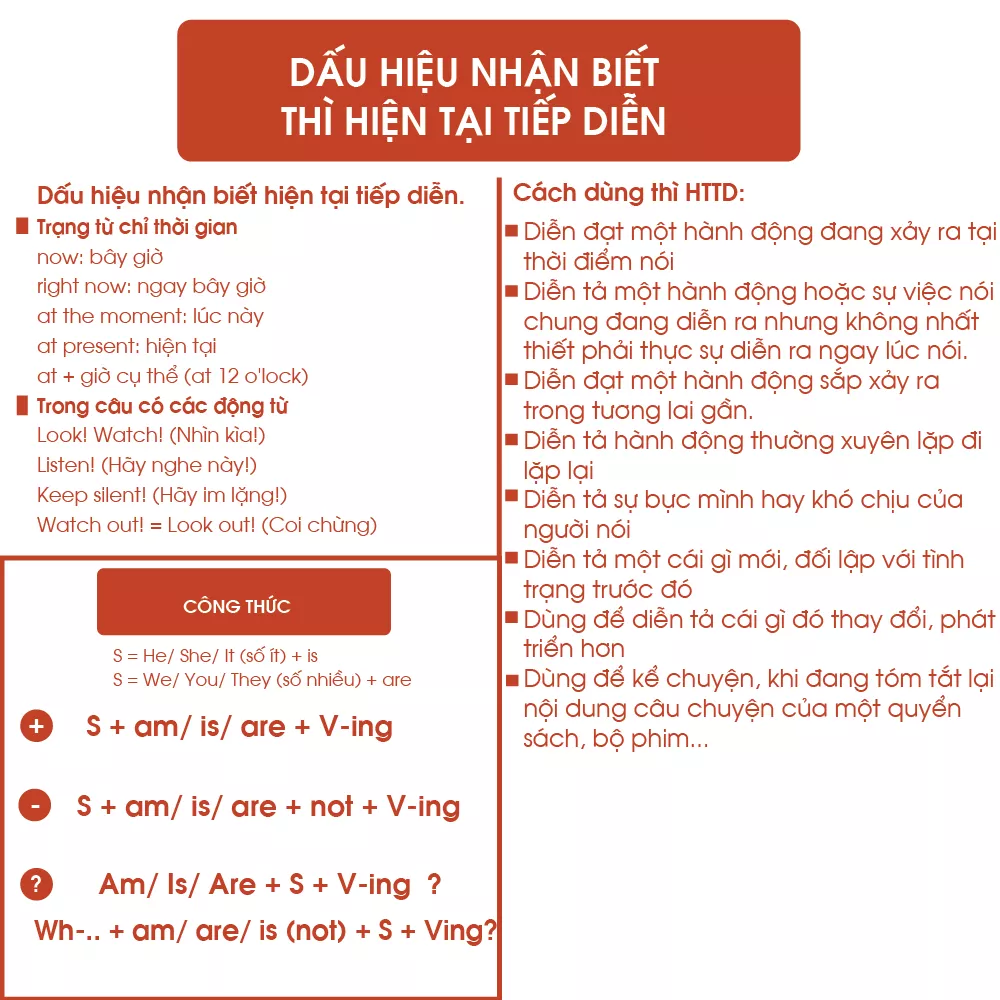 DẤU HIỆU NHẬN BIẾT
THÌ HIỆN TẠI TIẾP DIỄN
Dấu hiệu nhận biết hiện tại tiếp diễn.
Trạng từ chỉ thời gian
now: bây giờ
right now: ngay bây giờ
at the moment: lúc này
at present: hiện tại
at + giờ cụ thể (at 12 o'lock)
Trong câu có các động từ
Look! Watch! (Nhìn kìa!)
Listen! (Hãy nghe này!)
Keep silent! (Hãy im lặng!)
Watch out! = Look out! (Coi chừng)
CÔNG THỨC
S = He/ She/ It (số ít) + is
S = We/ You/ They (số nhiều) + are
+ S + am/ is/ are + V-ing
- S + am/ is/ are + not + V-ing
? Am/ Is/ Are + S + V-ing ?
Wh-.. + am/ are/ is (not) + S + Ving?
Cách dùng thì HTTD:
Diễn đạt một hành động đang xảy ra tại
thời điểm nói
Diễn tả một hành động hoặc sự việc nói
chung đang diễn ra nhưng không nhất
thiết phải thực sự diễn ra ngay lúc nói.
Diễn đạt một hành động sắp xảy ra
trong tương lai gần.
Diễn tả hành động thường xuyên lặp đi
lặp lại
Diễn tả sự bục mình hay khó chịu của
người nói
Diễn tả một cái gì mới, đối lập với tình
trạng trước đó
Dùng để diễn tả cái gì đó thay đổi, phát
triển hơn
Dùng để kể chuyện, khi đang tóm tắt lại
nội dung câu chuyện của một quyển
sách, bộ phim...